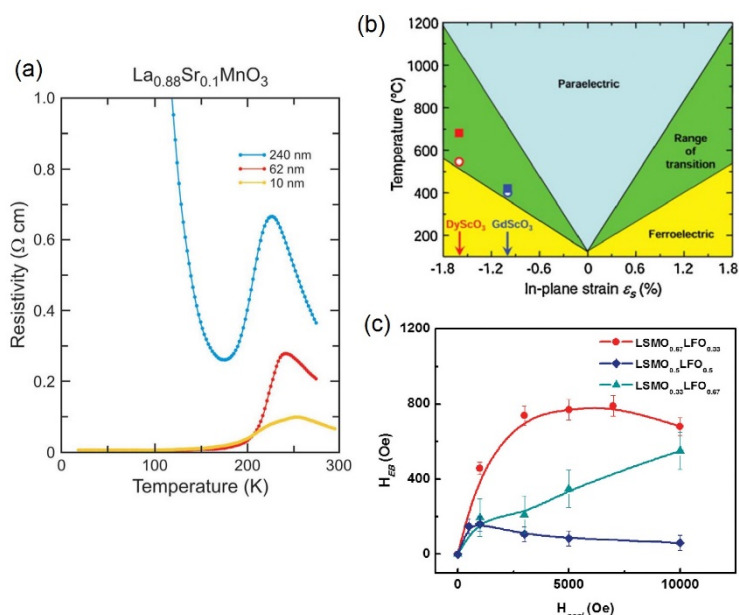 (a)
La0.88Sr0.1MnO3
1.0
0.8
0.6
0.4
0.2
0
Resistivity (Ω cm)
240 nm
62 nm
10 nm
0
100
200
300
Temperature (K)
(b)
1200
1000
800
600
400
200
Temperature (ºC)
Paraelectric
Range of
transition
Ferroelectric
DyScO3
GdScO3
-1.8
-1.2
-0.6
0
0.6
1.2
1.8
In-plane strain εs (%)
(c)
1200
800
400
0
HEB (Oe)
LSMO0.67LFO0.33
LSMO0.5LFO0.5
LSMO0.33LFO0.67
0
5000
10000
(Oe)